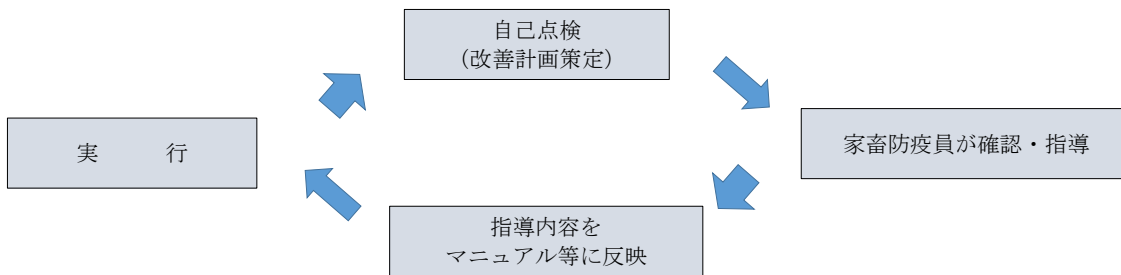 自己点検
(改善計画策定)
家畜防疫員が確認・指導
指導内容を
マニュアル等に反映
実　　行